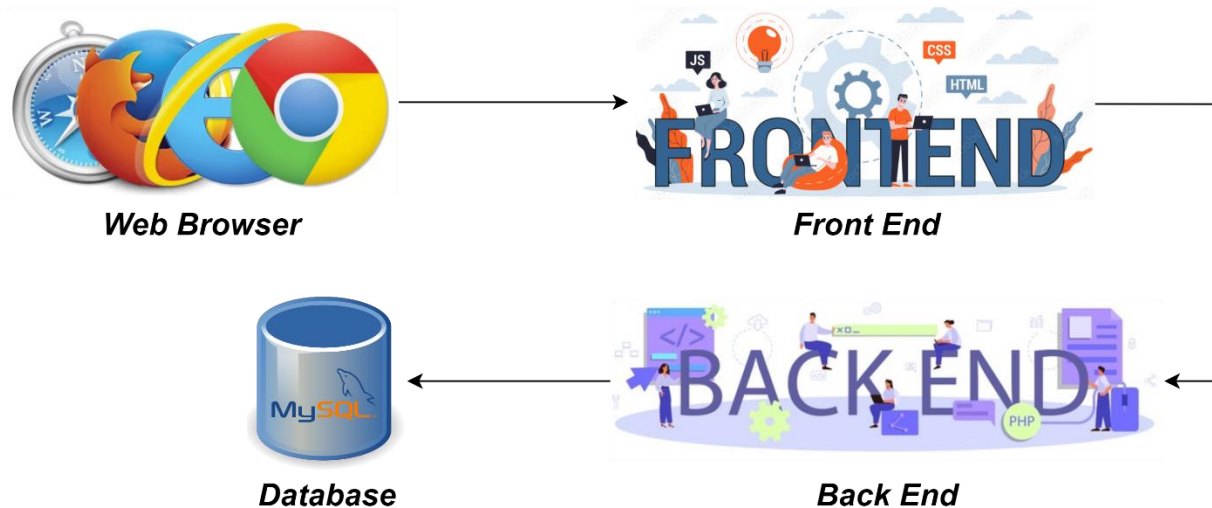 JS
CSS
HTML
FRONTEND
Web Browser
Front End
</>
BACK END
MySQL
PHP
Database
Back End